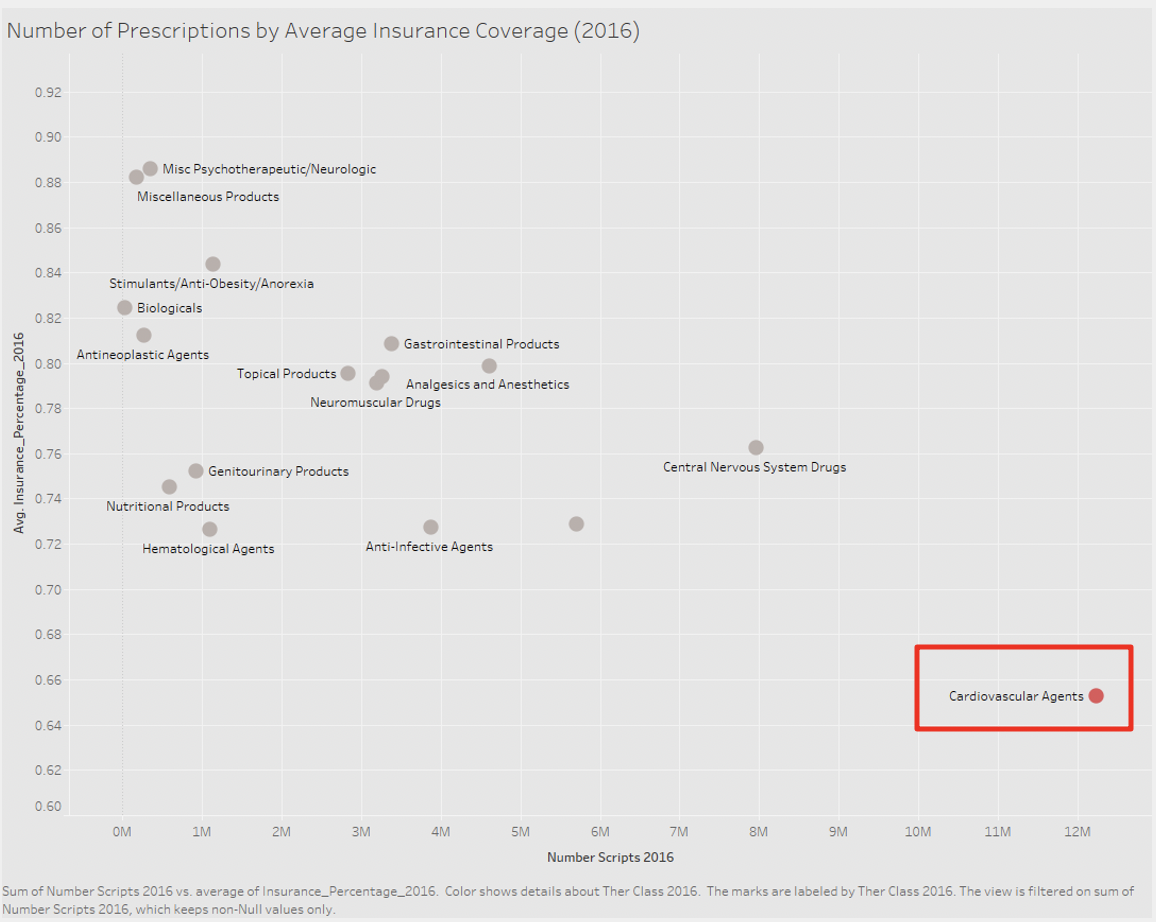 Number of Prescriptions by Average Insurance Coverage (2016)
0.92
0.90
Misc Psychotherapeutic/Neurologic
0.88
Miscellaneous Products
0.86
0.84
Stimulants/Anti-Obesity/Anorexia
Biologicals
0.82
Antineoplastic Agents
Gastrointestinal Products
0.80
Topical Products
Analgesics and Anesthetics
0.78
Neuromuscular Drugs
0.76
Central Nervous System Drugs
Genitourinary Products
0.74
Nutritional Products
0.72
Hematological Agents
Anti-Infective Agents
0.70
0.68
0.66
Cardiovascular Agents
0.64
0.62
0.60
Avg. Insurance_Percentage_2016
0M 1M 2M 3M 4M 5M 6M 7M 8M 9M 10M 11M 12M
Number Scripts 2016
Sum of Number Scripts 2016 vs. average of Insurance_Percentage_2016. Color shows details about Ther Class 2016. The marks are labeled by Ther Class 2016. The view is filtered on sum of
Number Scripts 2016, which keeps non-Null values only.